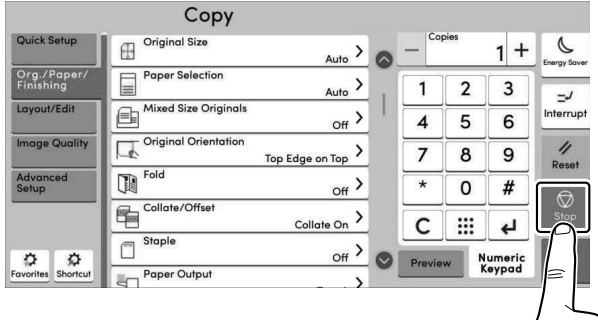 Copy
Quick Setup
Org./Paper/
Finishing
Layout/Edit
Image Quality
Advanced
Setup
Favorites
Shortcut
Original Size
Auto
Paper Selection
Auto
Mixed Size Originals
Off
Original Orientation
Top Edge on Top
Fold
Off
Collate/Offset
Collate On
Staple
Off
Paper Output
Copies
1
1 2 3
4 5 6
7 8 9
* 0 #
C
Preview
Numeric
Keypad
Energy Saver
Interrupt
Reset
Stop